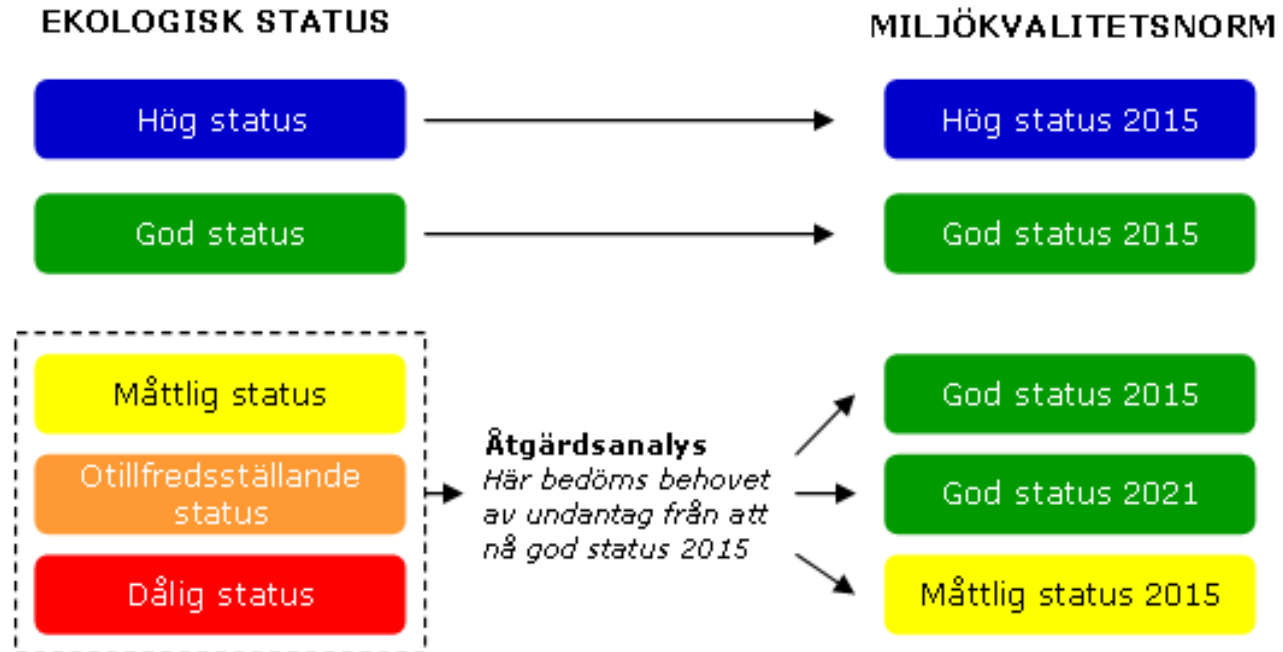 EKOLOGISK STATUS
MILJÖKVALITETSNORM
Hög status
Hög status 2015
God status
God status 2015
Måttlig status
Otillfredsställande
status
Dålig status
Åtgärdsanalys
Här bedöms behovet
av undantag från att
nå god status 2015
God status 2015
God status 2021
Måttlig status 2015